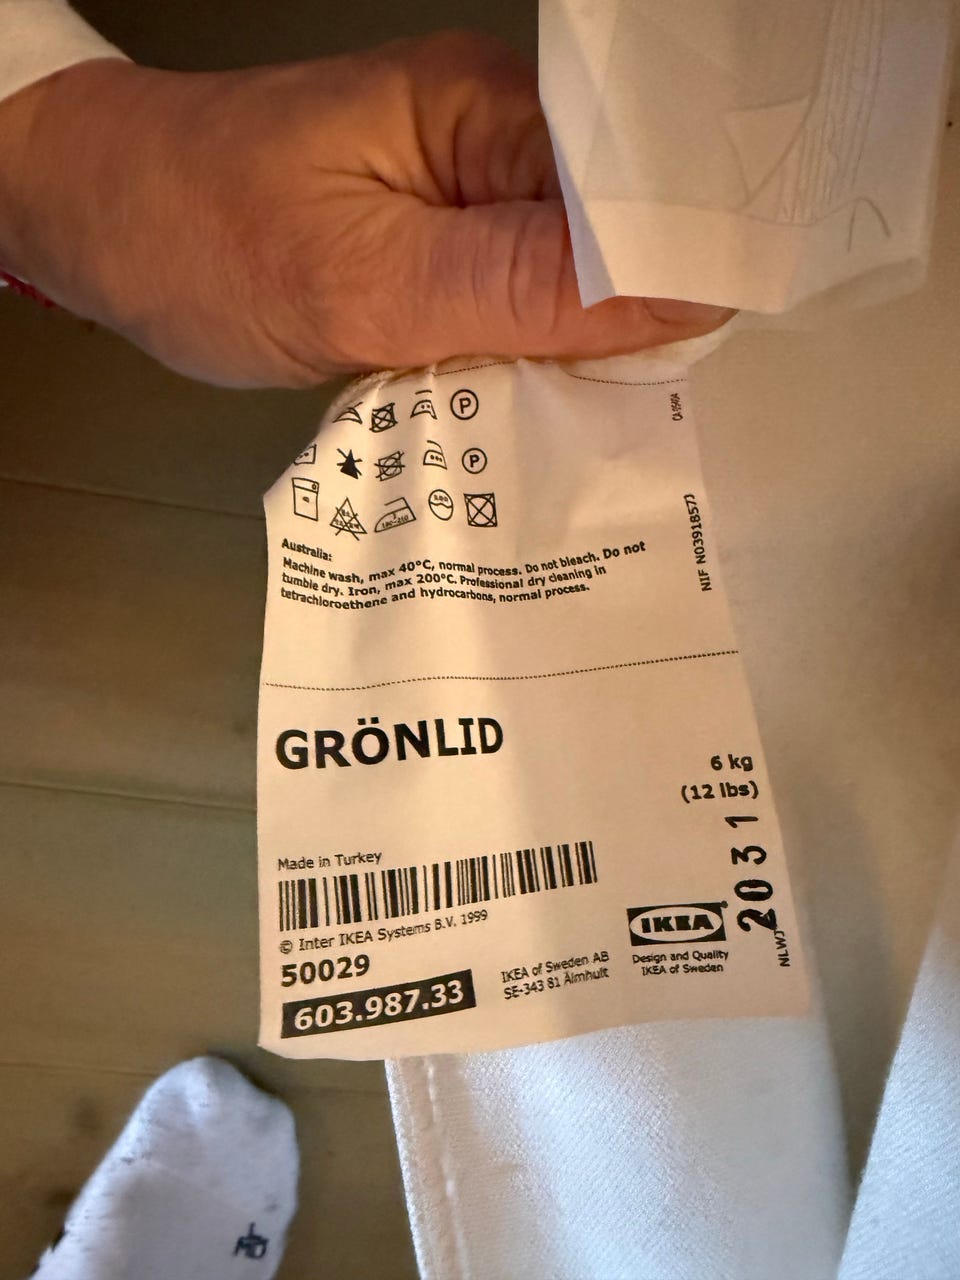 P
P
180-210
Australia:
Machine wash, max 40°C, normal process. Do not bleach. Do not
tumble dry. Iron, max 200°C. Professional dry cleaning in
tetrachloroethene and hydrocarbons, normal process.
NIF N0391857J
GRÖNLID
6 kg
(12 lbs)
Made in Turkey
© Inter IKEA Systems B.V. 1999
50029
603.987.33
IKEA of Sweden AB
SE-343 81 Älmhult
IKEA
Design and Quality
IKEA of Sweden
2031
NLWJ